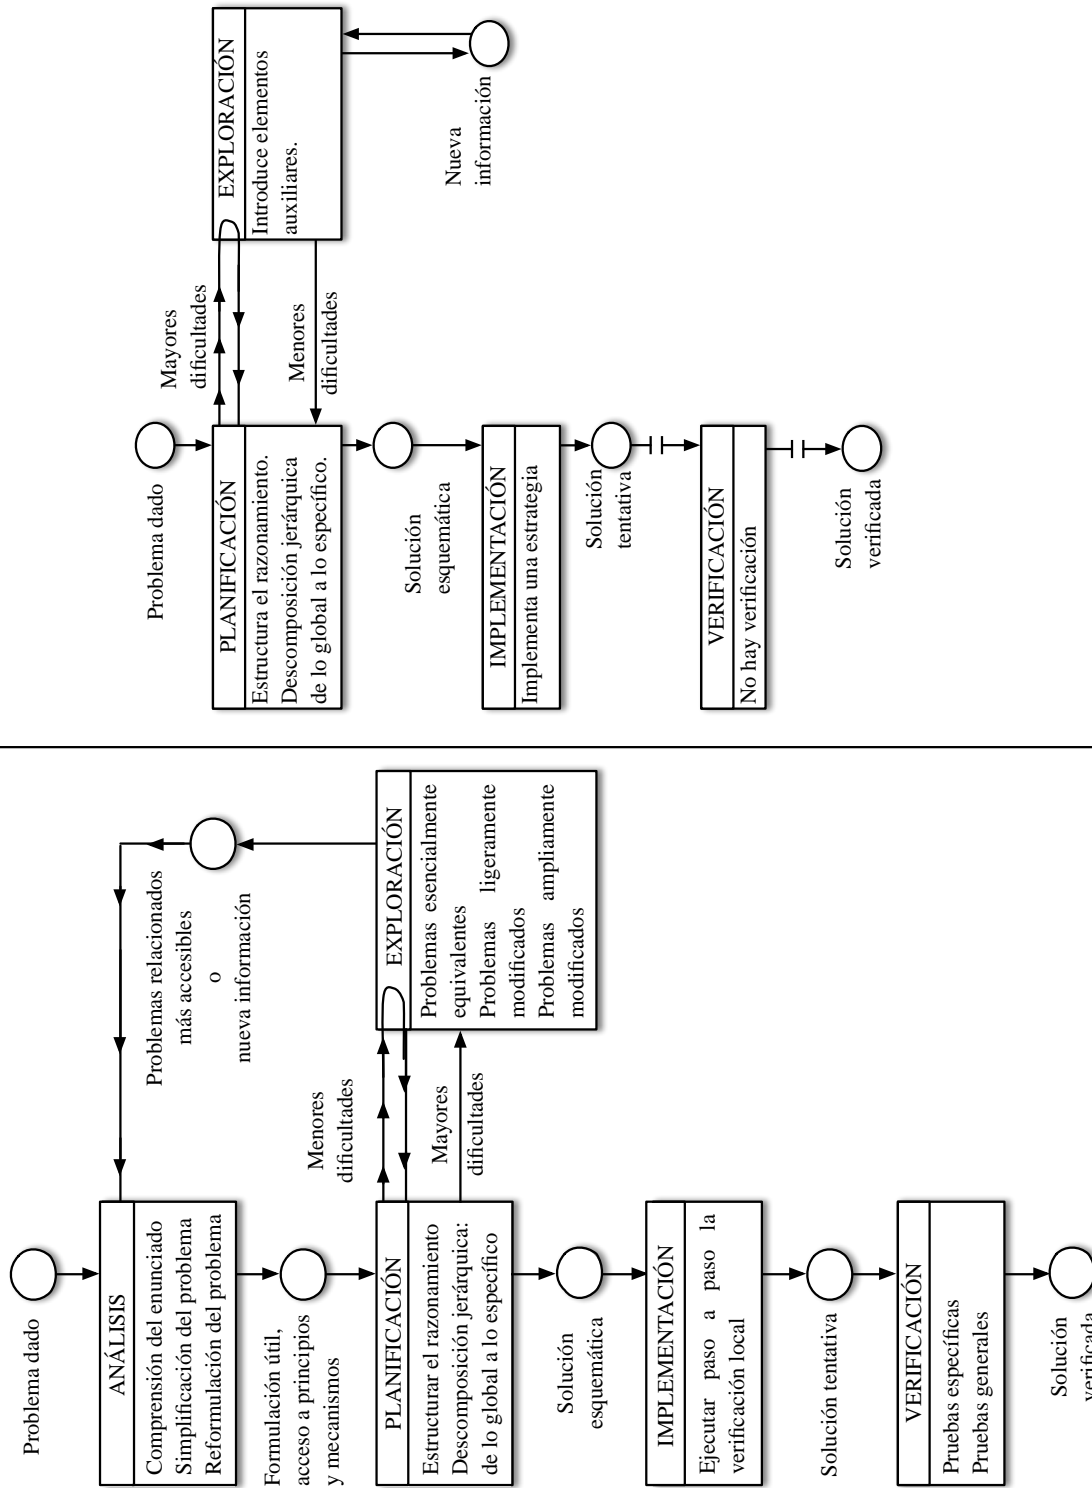 Problema dado
ANÁLISIS
Comprensión del enunciado
Simplificación del problema
Reformulación del problema
Problemas relacionados
más accesibles
o
nueva información
Formulación útil,
acceso a principios
y mecanismos
Menores
dificultades
PLANIFICACIÓN
Estructurar el razonamiento
Descomposición jerárquica:
de lo global a lo específico
Mayores
dificultades
EXPLORACIÓN
Problemas esencialmente
equivalentes
Problemas ligeramente
modificados
Problemas ampliamente
modificados
Solución
esquemática
IMPLEMENTACIÓN
Ejecutar paso a paso la
verificación local
Solución tentativa
VERIFICACIÓN
Pruebas específicas
Pruebas generales
Solución
verificada
Problema dado
Mayores
dificultades
PLANIFICACIÓN
Estructura el razonamiento.
Descomposición jerárquica
de lo global a lo específico.
Menores
dificultades
EXPLORACIÓN
Introduce elementos
auxiliares.
Nueva
información
Solución
esquemática
IMPLEMENTACIÓN
Implementa una estrategia
Solución
tentativa
VERIFICACIÓN
No hay verificación
Solución
verificada